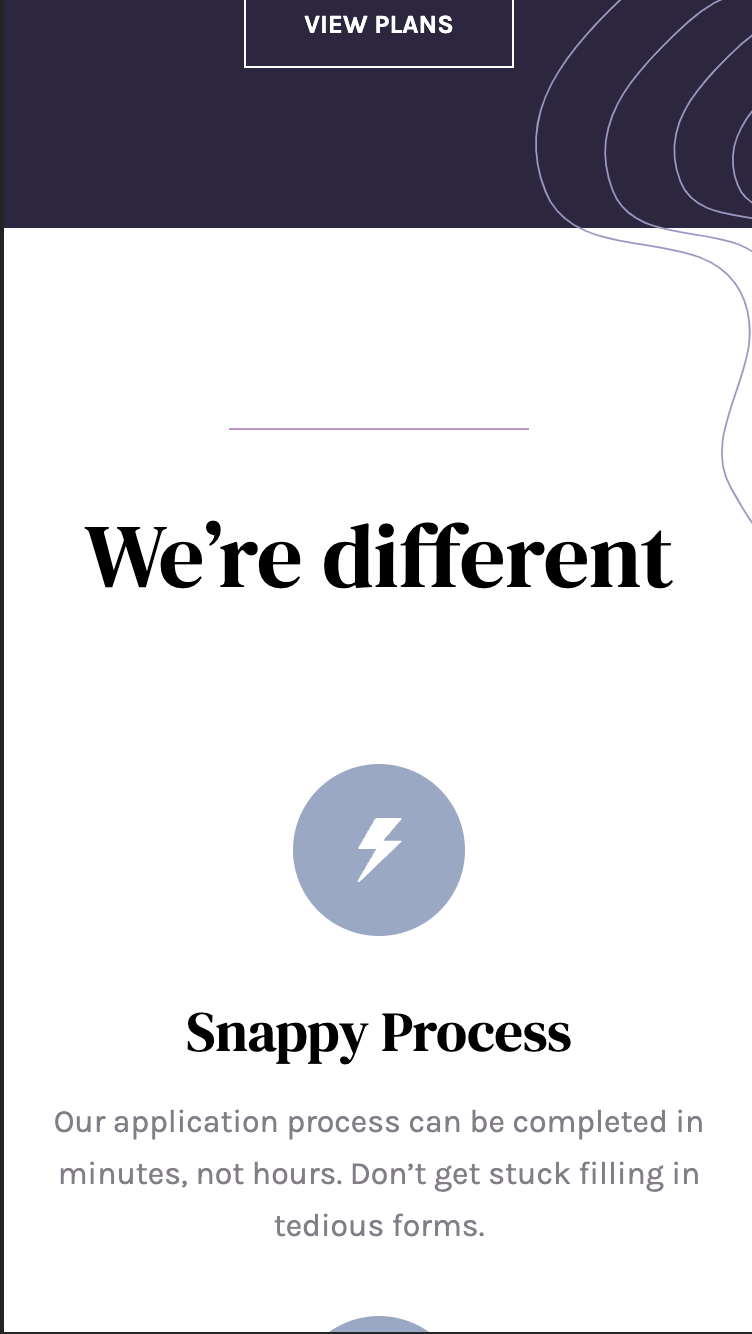 VIEW PLANS
We’re different
Snappy Process
Our application process can be completed in
minutes, not hours. Don’t get stuck filling in
tedious forms.